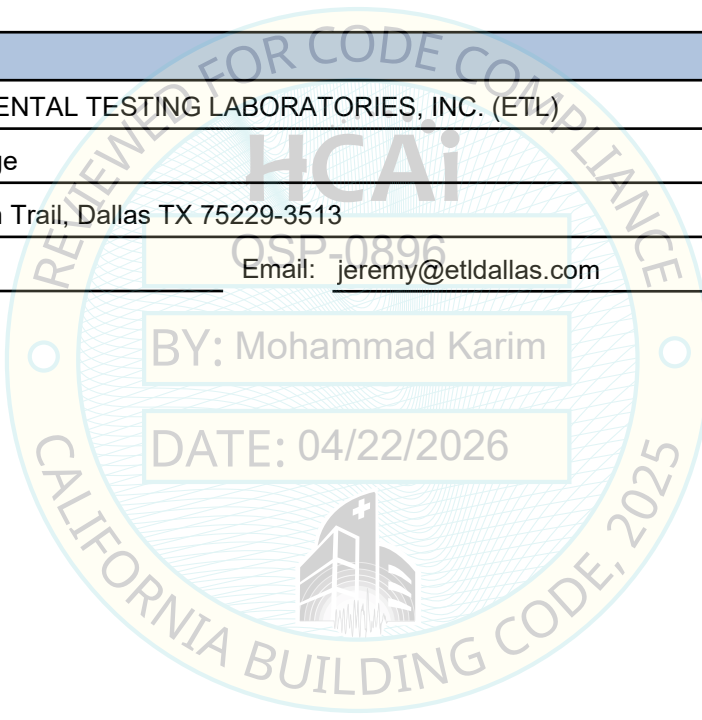 ENTAL TESTING LABORATORIES, INC. (ETL)
ge
Trail, Dallas TX 75229-3513
Email: jeremy@etldallas.com
REVIEWED FOR CODE COMPLIANCE
HCAi
OSP-0896
BY: Mohammad Karim
DATE: 04/22/2026
CALIFORNIA BUILDING CODE, 2025